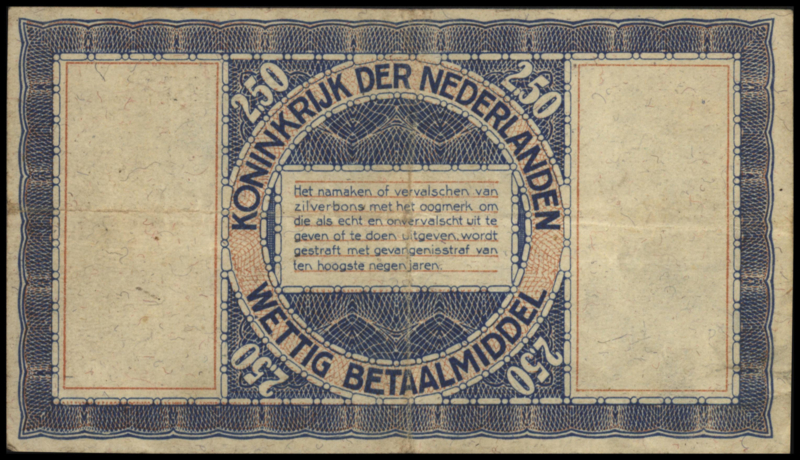 250 250
KONINKRIJK DER NEDERLANDEN
Het namaken of vervalschen van
zilverbons met het oogmerk om
die als echt en onvervalscht uit te
geven of te doen uitgeven, wordt
gestraft met gevangenisstraf van
ten hoogste negen jaren.
WETTIG BETAALMIDDEL
250 250